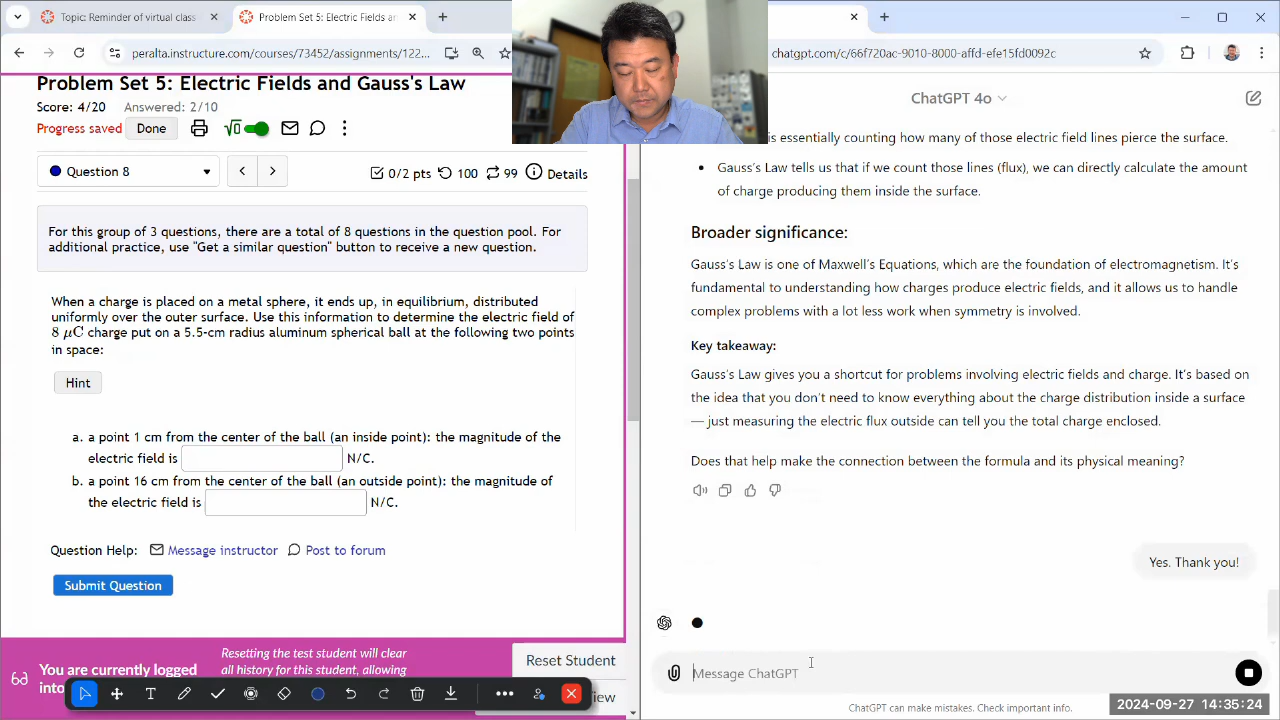 Topic: Reminder of virtual class
Problem Set 5: Electric Fields an
peralta.instructure.com/courses/73452/assignments/122...
chatgpt.com/c/66f720ac-9010-8000-affd-efe15fd0092c
Problem Set 5: Electric Fields and Gauss's Law
Score: 4/20 Answered: 2/10
Progress saved Done
Question 8
0/2 pts 100 99 Details
For this group of 3 questions, there are a total of 8 questions in the question pool. For
additional practice, use "Get a similar question" button to receive a new question.
When a charge is placed on a metal sphere, it ends up, in equilibrium, distributed
uniformly over the outer surface. Use this information to determine the electric field of
8 μC charge put on a 5.5-cm radius aluminum spherical ball at the following two points
in space:
Hint
a. a point 1 cm from the center of the ball (an inside point): the magnitude of the
electric field is N/C.
b. a point 16 cm from the center of the ball (an outside point): the magnitude of
the electric field is N/C.
Question Help: Message instructor Post to forum
Submit Question
You are currently logged
into
Resetting the test student will clear
all history for this student, allowing
Reset Student
iew
ChatGPT 4o
is essentially counting how many of those electric field lines pierce the surface.
• Gauss's Law tells us that if we count those lines (flux), we can directly calculate the amount
of charge producing them inside the surface.
Broader significance:
Gauss's Law is one of Maxwell's Equations, which are the foundation of electromagnetism. It's
fundamental to understanding how charges produce electric fields, and it allows us to handle
complex problems with a lot less work when symmetry is involved.
Key takeaway:
Gauss's Law gives you a shortcut for problems involving electric fields and charge. It's based on
the idea that you don't need to know everything about the charge distribution inside a surface
— just measuring the electric flux outside can tell you the total charge enclosed.
Does that help make the connection between the formula and its physical meaning?
Yes. Thank you!
Message ChatGPT
ChatGPT can make mistakes. Check important info.
2024-09-27 14:35:24